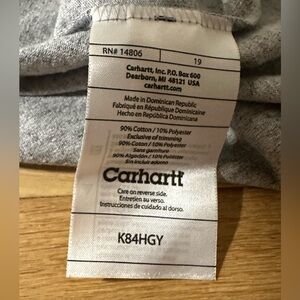 RN# 14806 19
Carhartt, Inc. P.O. Box 600
Dearborn, MI 48121 USA
carhartt.com
Made in Dominican Republic
Fabriqué en République Dominicaine
Hecho en República Dominicana
90% Cotton / 10% Polyester
Exclusive of trimming
90% Coton / 10% Polyester
Sans garniture
90% Algodón / 10% Poliéster
Sin incluir adorno
Carhartt
Care on reverse side.
Entretien au verso.
Instrucciones de cuidado al dorso.
K84HGY